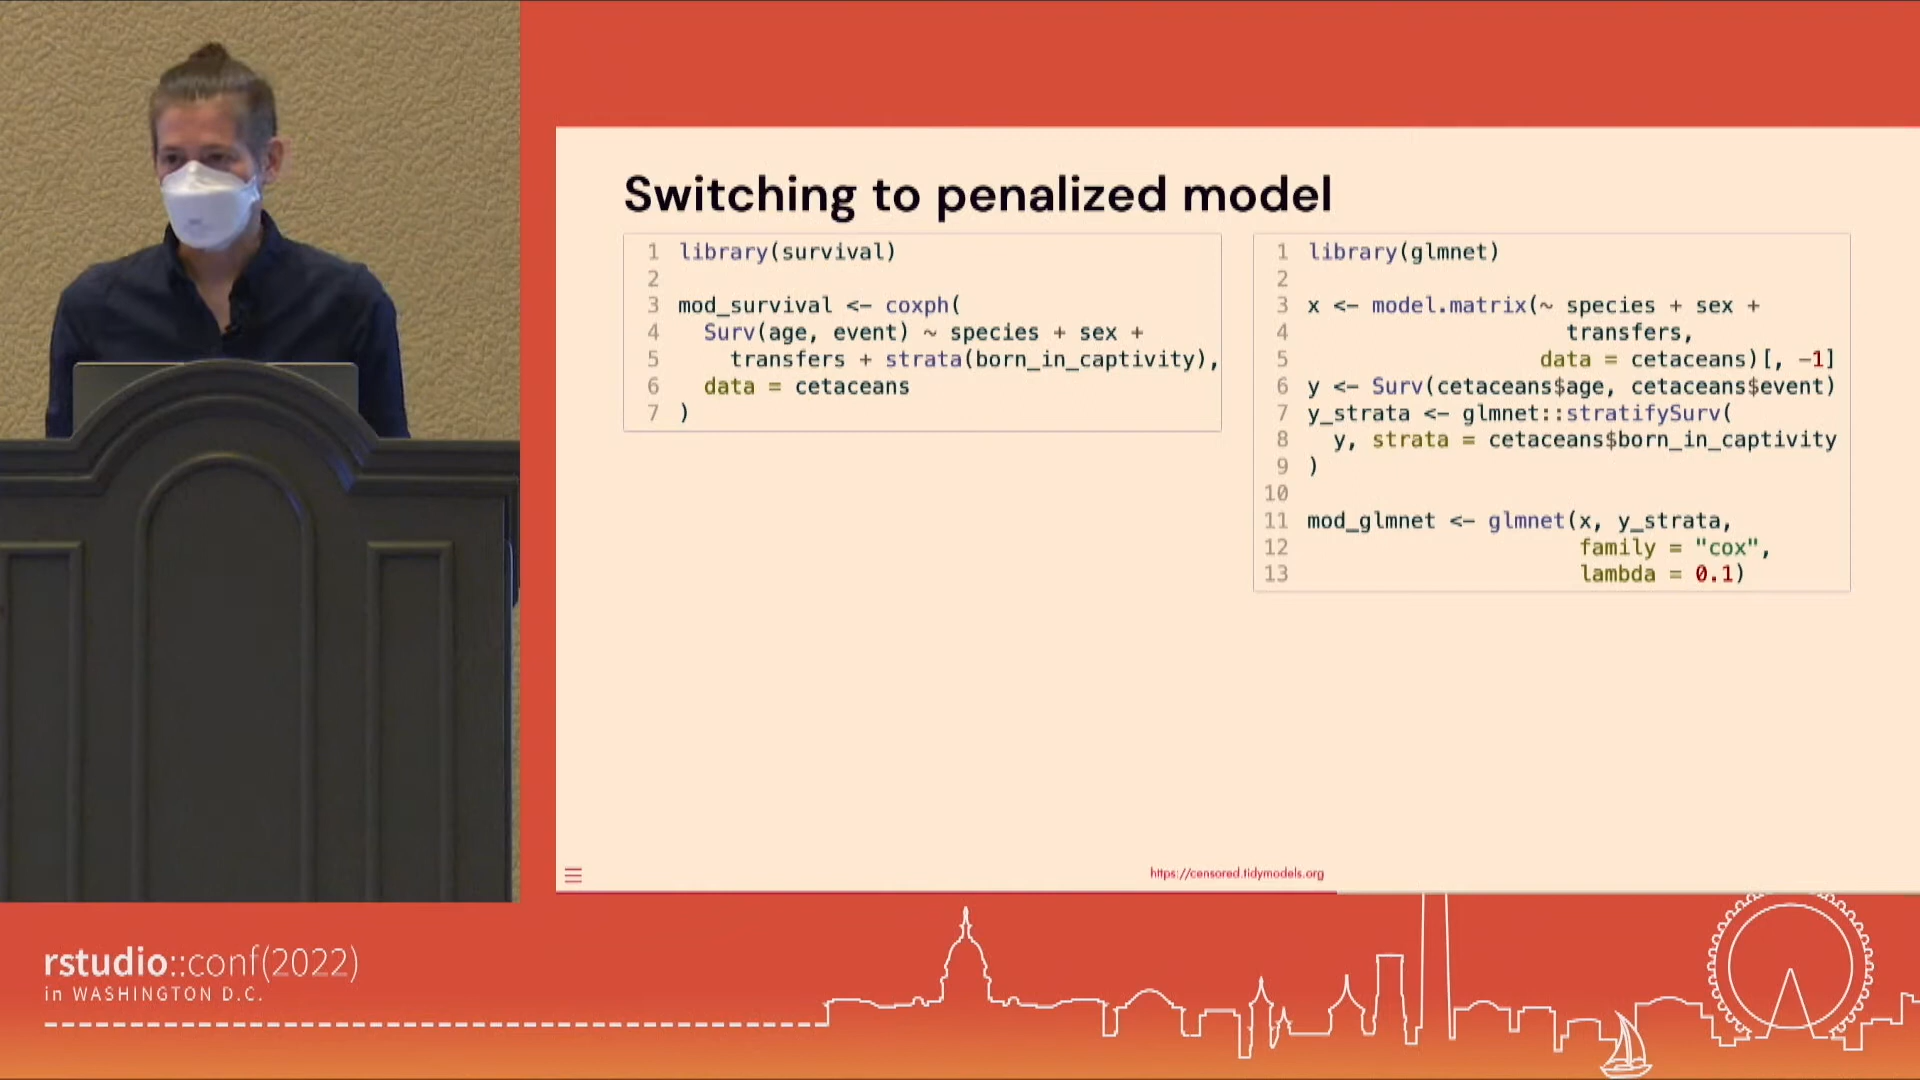 Switching to penalized model
1 library(survival)
2
3 mod_survival <- coxph(
4   Surv(age, event) ~ species + sex +
5     transfers + strata(born_in_captivity),
6   data = cetaceans
7 )
1 library(glmnet)
2
3 x <- model.matrix(~ species + sex +
4                     transfers,
5                   data = cetaceans)[, -1]
6 y <- Surv(cetaceans$age, cetaceans$event)
7 y_strata <- glmnet::stratifySurv(
8   y, strata = cetaceans$born_in_captivity
9 )
10
11 mod_glmnet <- glmnet(x, y_strata,
12                      family = "cox",
13                      lambda = 0.1)
https://censored.tidymodels.org
rstudio::conf(2022)
in WASHINGTON D.C.